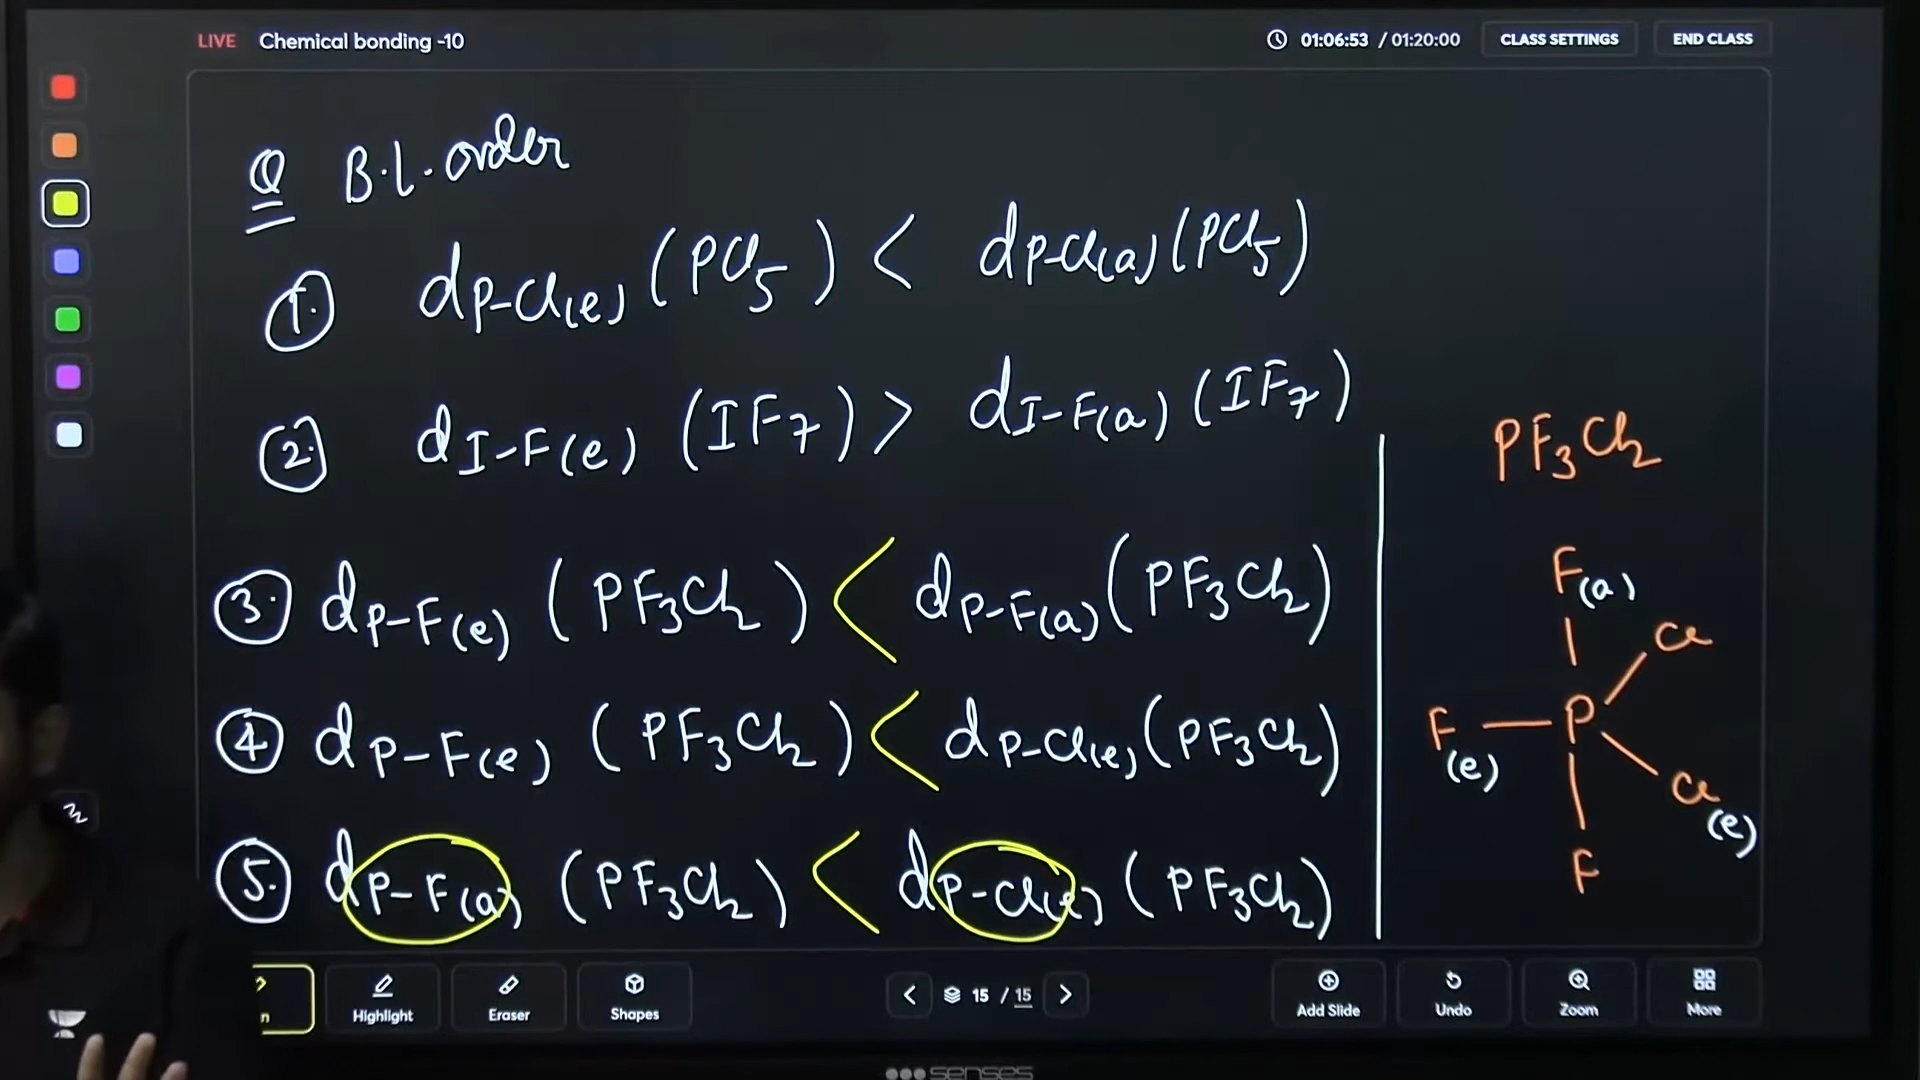 LIVE Chemical bonding -10
01:06:53 / 01:20:00 CLASS SETTINGS END CLASS
Q B.L. order
1. dP-Cl(e) (PCl5) < dP-Cl(a) (PCl5)
2. dI-F(e) (IF7) > dI-F(a) (IF7)
3. dP-F(e) (PF3Cl2) < dP-F(a) (PF3Cl2)
4. dP-F(e) (PF3Cl2) < dP-Cl(e) (PF3Cl2)
5. dP-F(a) (PF3Cl2) < dP-Cl(e) (PF3Cl2)
PF3Cl2
F(a)
Cl
F P
(e)
Cl
(e)
F
Highlight
Eraser
Shapes
15 / 15
Add Slide
Undo
Zoom
More
senses